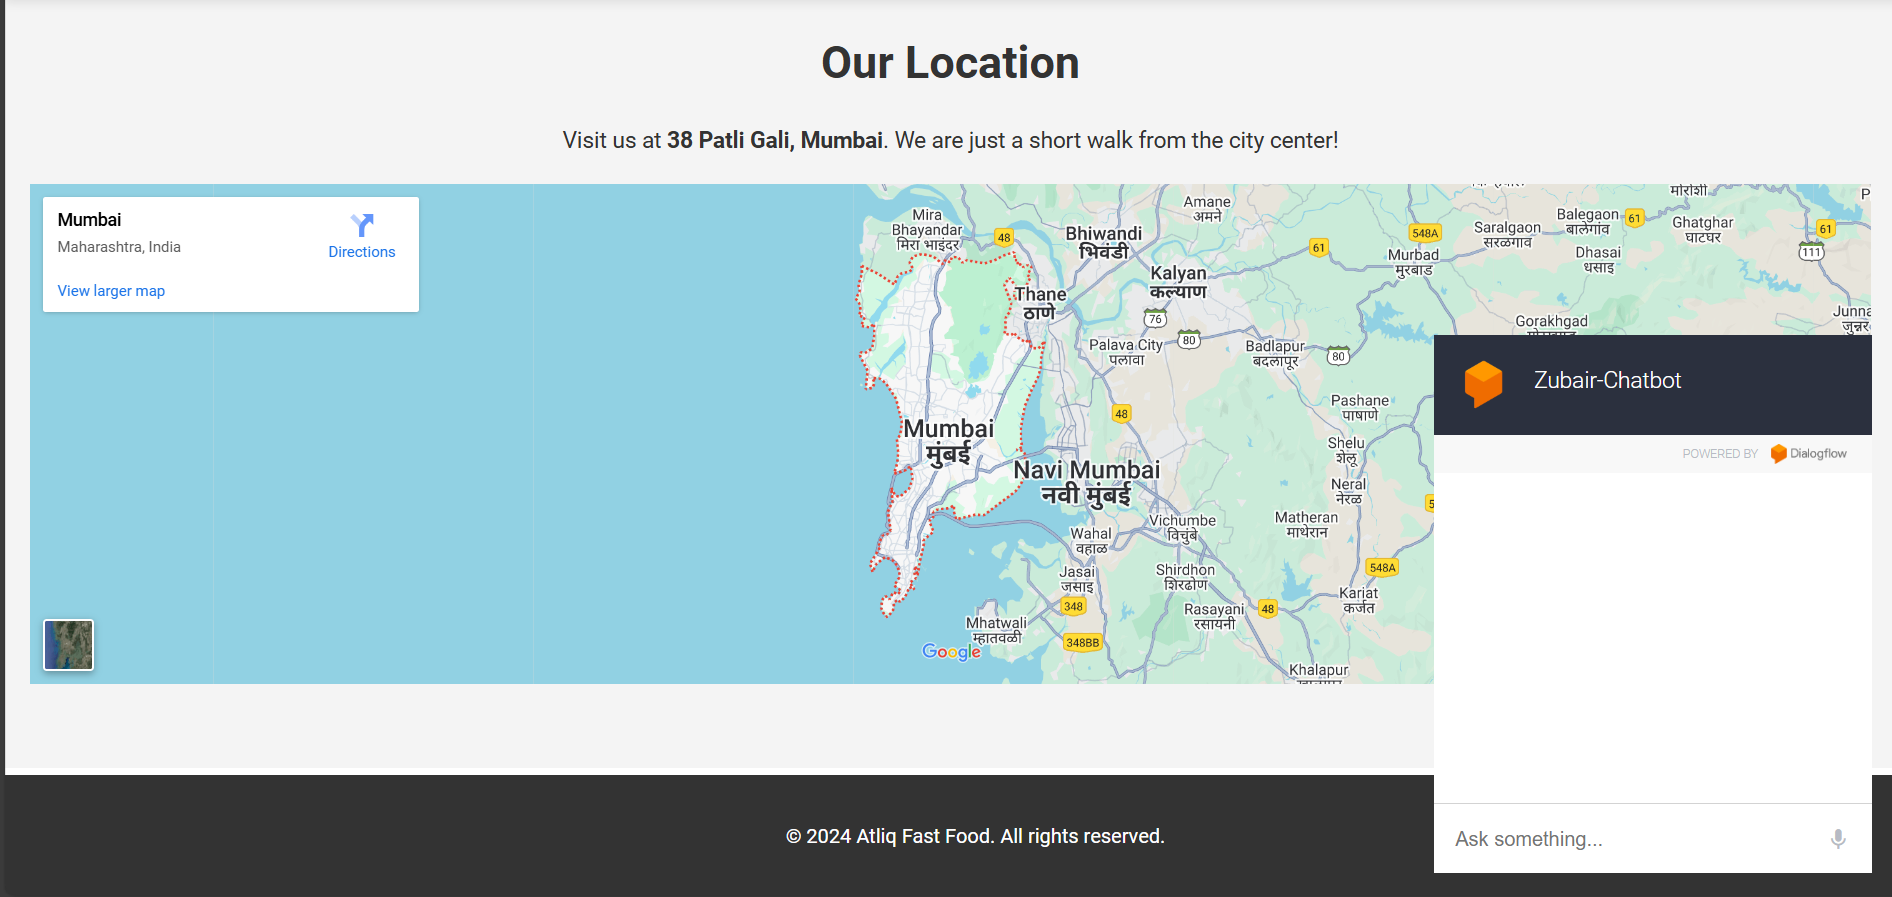 Our Location
Visit us at 38 Patli Gali, Mumbai. We are just a short walk from the city center!
Mumbai
Maharashtra, India
Directions
View larger map
Mira
Bhayandar
मिरा भाइंदर
48
Bhiwandi
भिवंडी
Amane
अमने
Kalyan
कल्याण
Thane
ठाणे
76
80
Palava City
पलावा
Badlapur
बदलापूर
80
61
548A
Murbad
मुरबाड
Saralgaon
सरळगाव
Balegaon
बालेगाव
61
Dhasai
धसाई
मोरोशी
Ghatghar
घाटघर
61
111
Gorakhgad
Junna
जुन्नर
Mumbai
मुंबई
48
Navi Mumbai
नवी मुंबई
Pashane
पाषाणे
Shelu
शेलू
Neral
नेरळ
Matheran
माथेरान
Vichumbe
विचुंबे
Wahal
वहाळ
Jasai
जसाई
348
Shirdhon
शिरढोण
Rasayani
रसायनी
48
548A
Karjat
कर्जत
Mhatwali
म्हातवळी
348BB
Khalapur
Google
Zubair-Chatbot
POWERED BY Dialogflow
Ask something...
© 2024 Atliq Fast Food. All rights reserved.